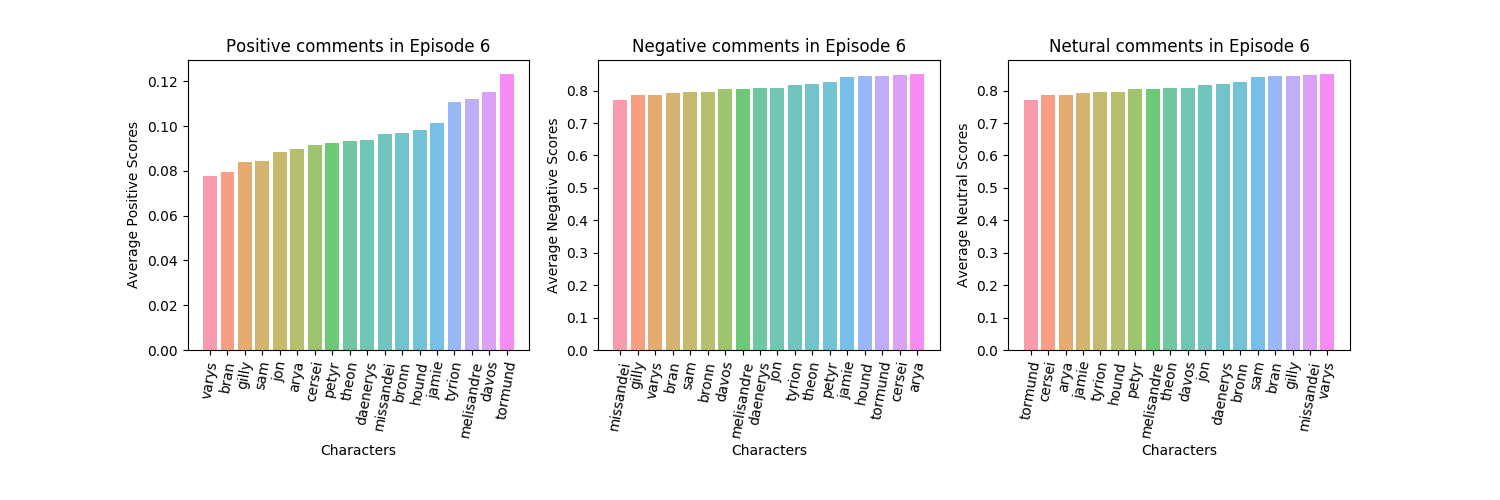 Positive comments in Episode 6
Average Positive Scores
0.12
0.10
0.08
0.06
0.04
0.02
0.00
varys
bran
gilly
sam
jon
arya
cersei
petyr
theon
daenerys
missandei
bronn
hound
jamie
tyrion
melisandre
davos
tormund
Characters
Negative comments in Episode 6
Average Negative Scores
0.8
0.7
0.6
0.5
0.4
0.3
0.2
0.1
0.0
missandei
gilly
varys
bran
sam
bronn
davos
melisandre
daenerys
jon
tyrion
theon
petyr
jamie
hound
tormund
cersei
arya
Characters
Netural comments in Episode 6
Average Neutral Scores
0.8
0.7
0.6
0.5
0.4
0.3
0.2
0.1
0.0
tormund
cersei
arya
jamie
tyrion
hound
petyr
melisandre
theon
davos
jon
daenerys
bronn
sam
bran
gilly
missandei
varys
Characters